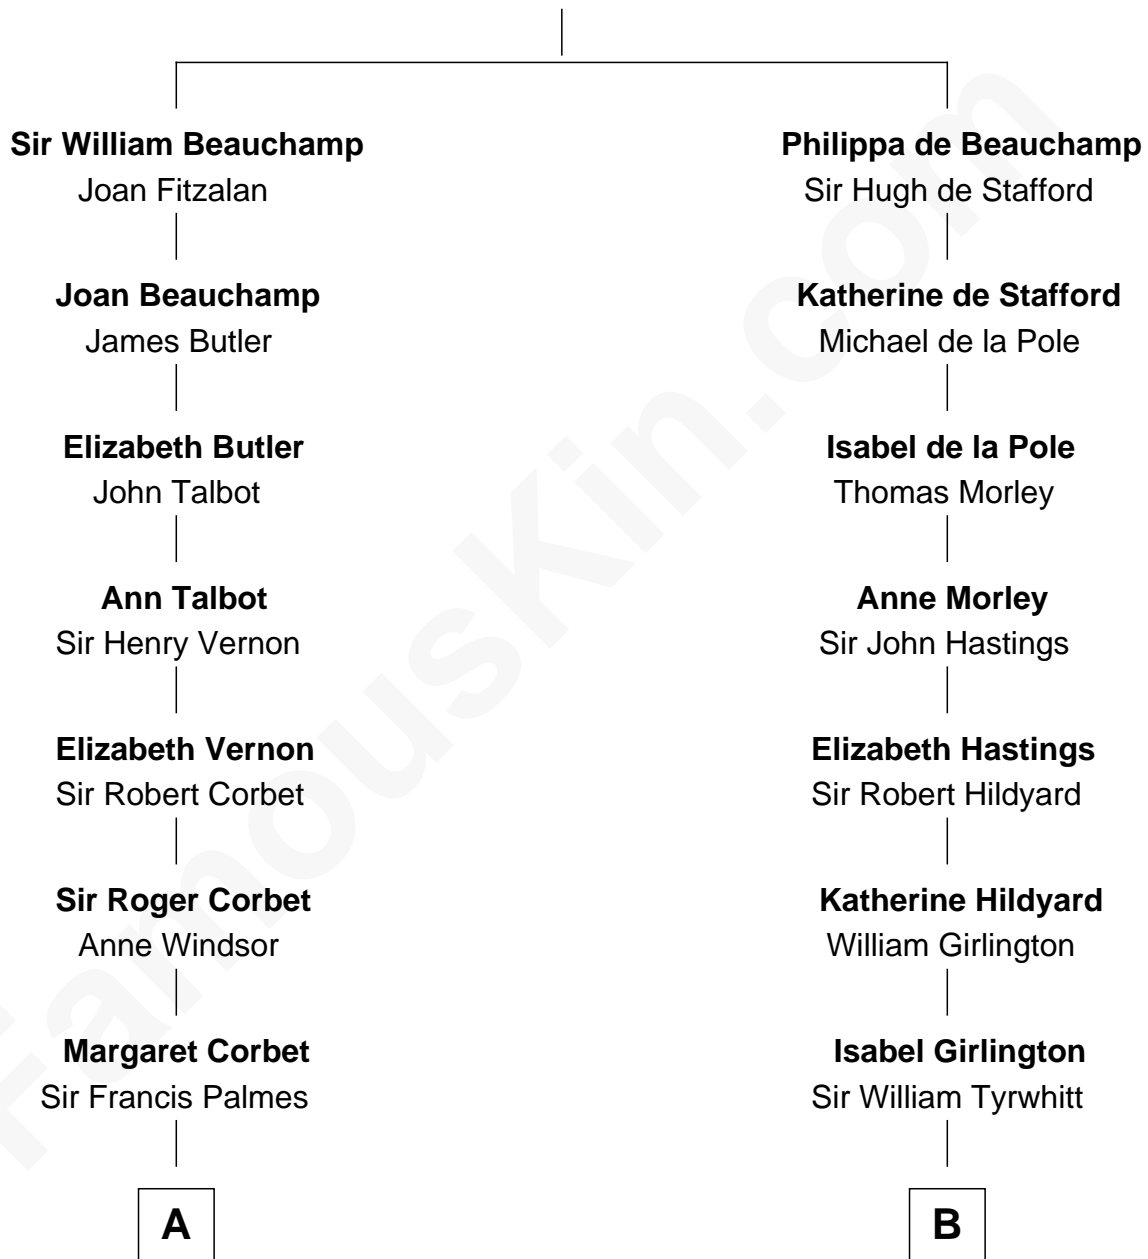 Sir William Beauchamp
Joan Fitzalan
Joan Beauchamp
James Butler
Elizabeth Butler
John Talbot
Ann Talbot
Sir Henry Vernon
Elizabeth Vernon
Sir Robert Corbet
Sir Roger Corbet
Anne Windsor
Margaret Corbet
Sir Francis Palmes
A
Philippa de Beauchamp
Sir Hugh de Stafford
Katherine de Stafford
Michael de la Pole
Isabel de la Pole
Thomas Morley
Anne Morley
Sir John Hastings
Elizabeth Hastings
Sir Robert Hildyard
Katherine Hildyard
William Girlington
Isabel Girlington
Sir William Tyrwhitt
B
FamousKin.com